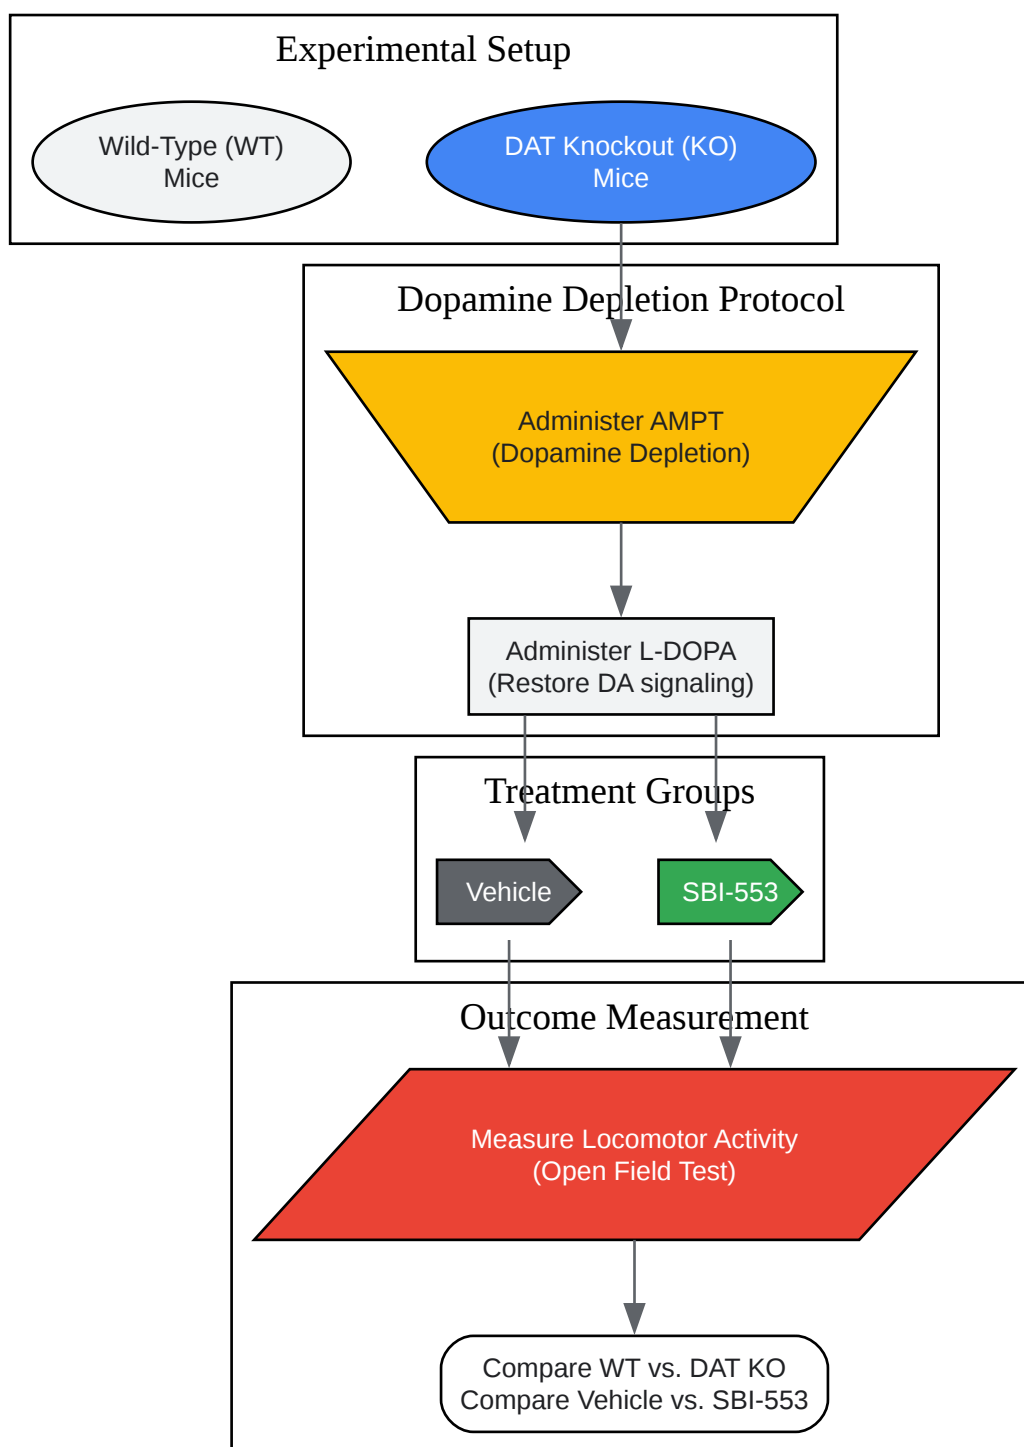 Experimental Setup
Wild-Type (WT)
Mice
DAT Knockout (KO)
Mice
Dopamine Depletion Protocol
Administer AMPT
(Dopamine Depletion)
Administer L-DOPA
(Restore DA signaling)
Treatment Groups
Vehicle
SBI-553
Outcome Measurement
Measure Locomotor Activity
(Open Field Test)
Compare WT vs. DAT KO
Compare Vehicle vs. SBI-553